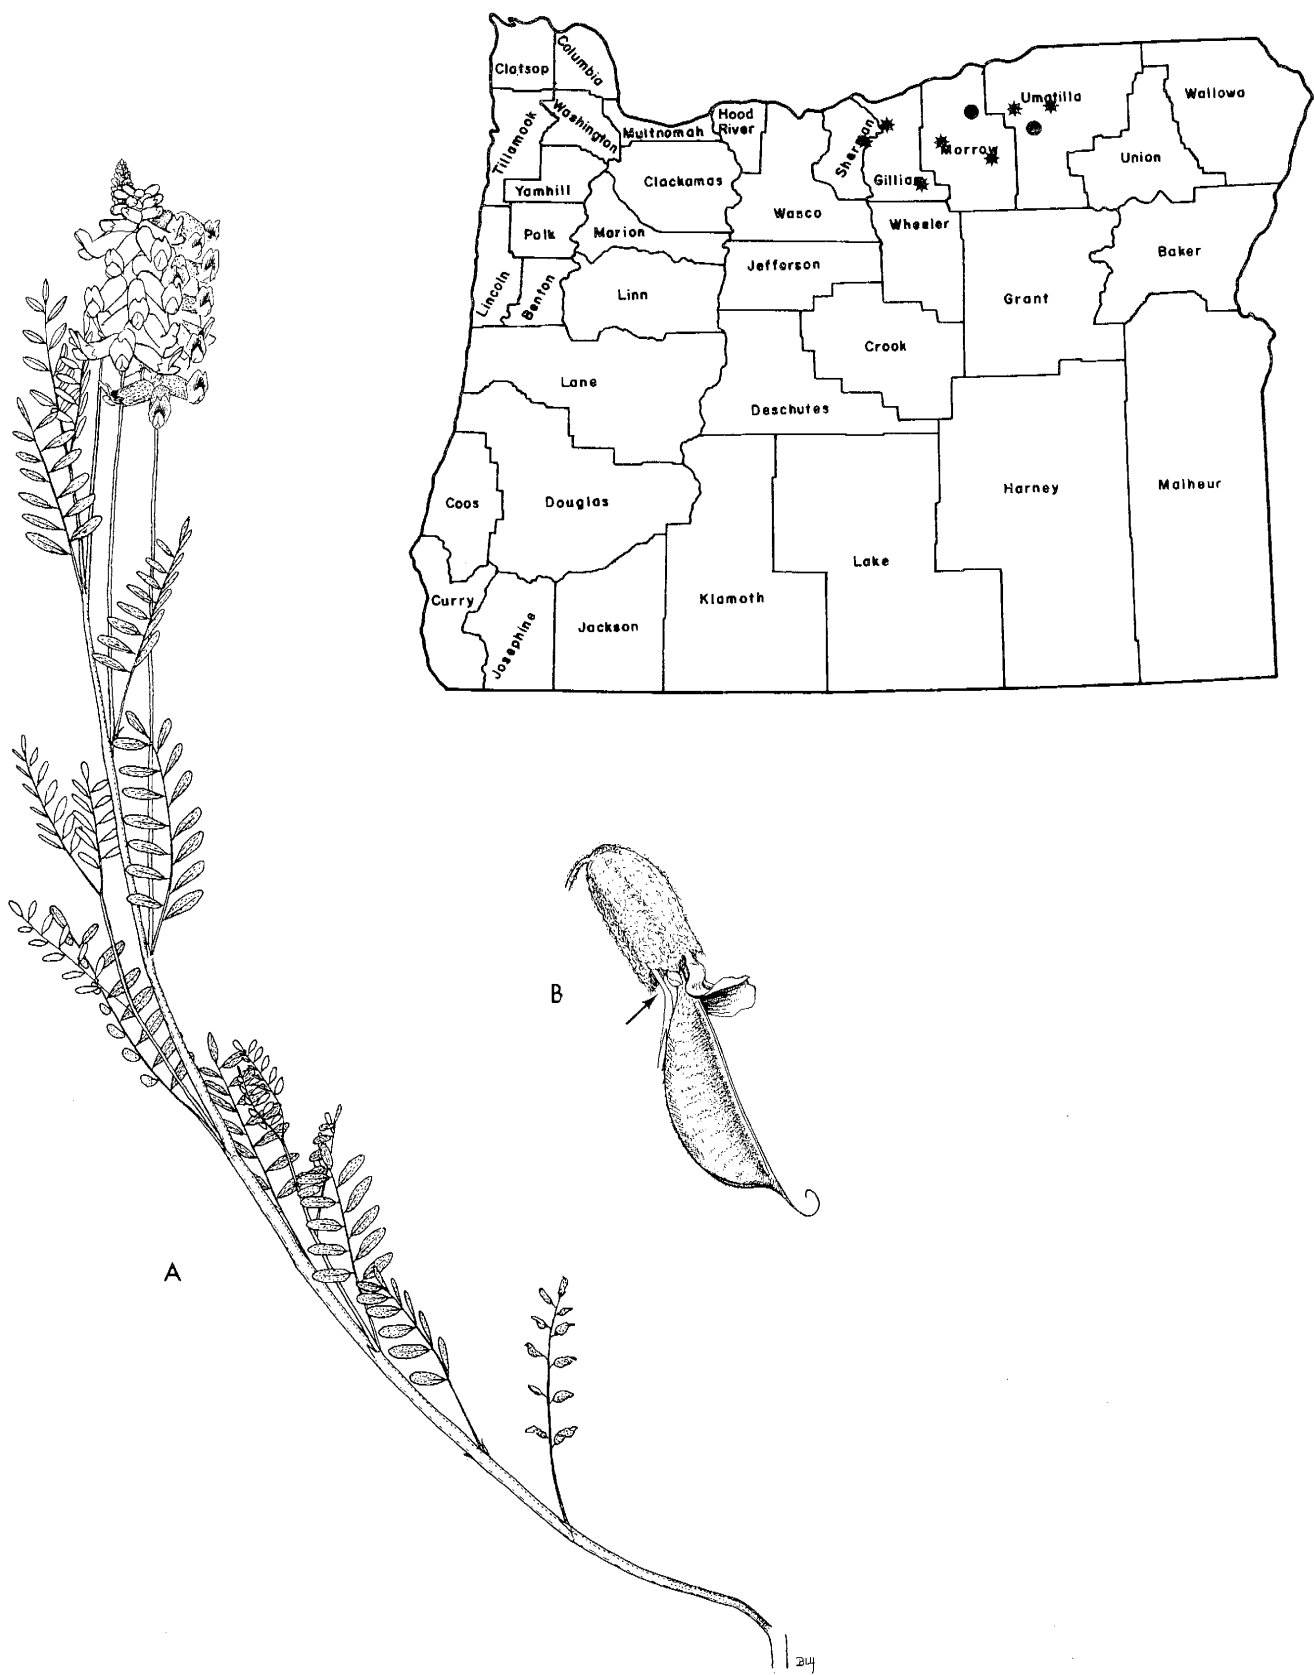 Clatsop
Columbia
Tillamook
Washington
Multnomah
Hood
River
Sherman
Gilliam
Morrow
Umatilla
Union
Wallowa
Yamhill
Clackamas
Wasco
Wheeler
Polk
Marion
Jefferson
Grant
Baker
Lincoln
Benton
Linn
Crook
Lane
Deschutes
Coos
Douglas
Harney
Malheur
Curry
Josephine
Jackson
Klamath
Lake
B
A